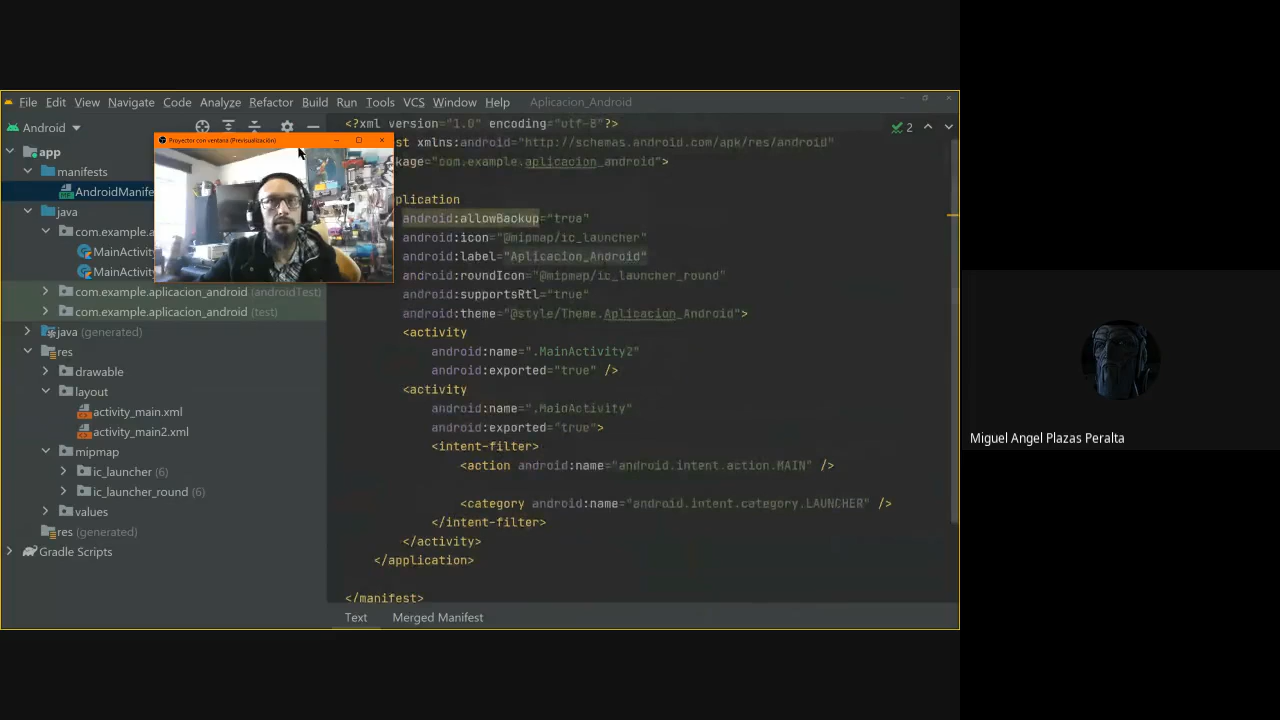 File Edit View Navigate Code Analyze Refactor Build Run Tools VCS Window Help Aplicacion_Android
Android
Proyector con ventana (Previsualización)
app
manifests
AndroidManife
java
com.example.a
MainActivity
MainActivity
com.example.aplicacion_android (androidTest)
com.example.aplicacion_android (test)
java (generated)
res
drawable
layout
activity_main.xml
activity_main2.xml
mipmap
ic_launcher (6)
ic_launcher_round (6)
values
res (generated)
Gradle Scripts
<?xml version="1.0" encoding="utf-8"?>
est xmlns:android="http://schemas.android.com/apk/res/android"
kage="com.example.aplicacion_android">
plication
android:allowBackup="true"
android:icon="@mipmap/ic_launcher"
android:label="Aplicacion_Android"
android:roundIcon="@mipmap/ic_launcher_round"
android:supportsRtl="true"
android:theme="@style/Theme.Aplicacion_Android">
<activity
android:name=".MainActivity2"
android:exported="true" />
<activity
android:name=".MainActivity"
android:exported="true">
<intent-filter>
<action android:name="android.intent.action.MAIN" />
<category android:name="android.intent.category.LAUNCHER" />
</intent-filter>
</activity>
</application>
</manifest>
2
Text Merged Manifest
Miguel Angel Plazas Peralta